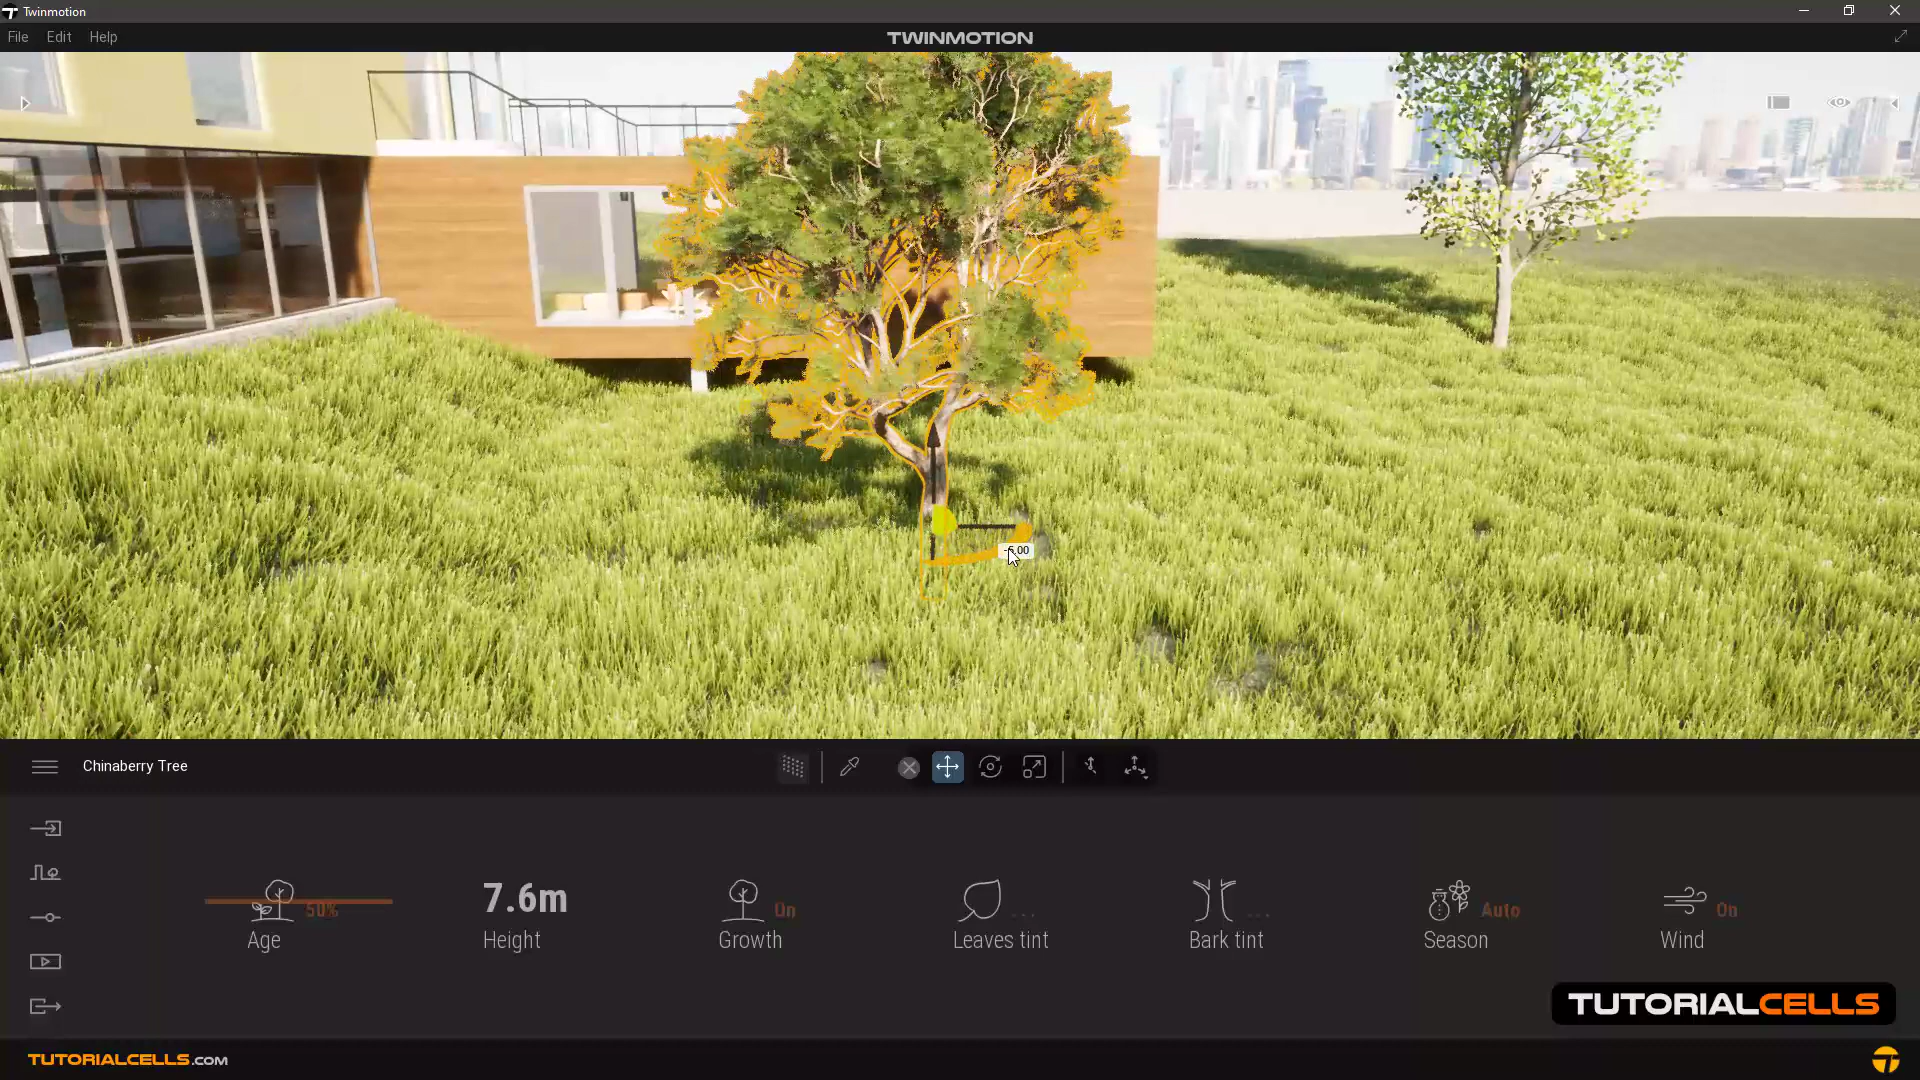 Twinmotion
File Edit Help
TWINMOTION
Chinaberry Tree
50%
Age
7.6m
Height
On
Growth
...
Leaves tint
...
Bark tint
Auto
Season
On
Wind
TUTORIALCELLS
TUTORIALCELLS.COM